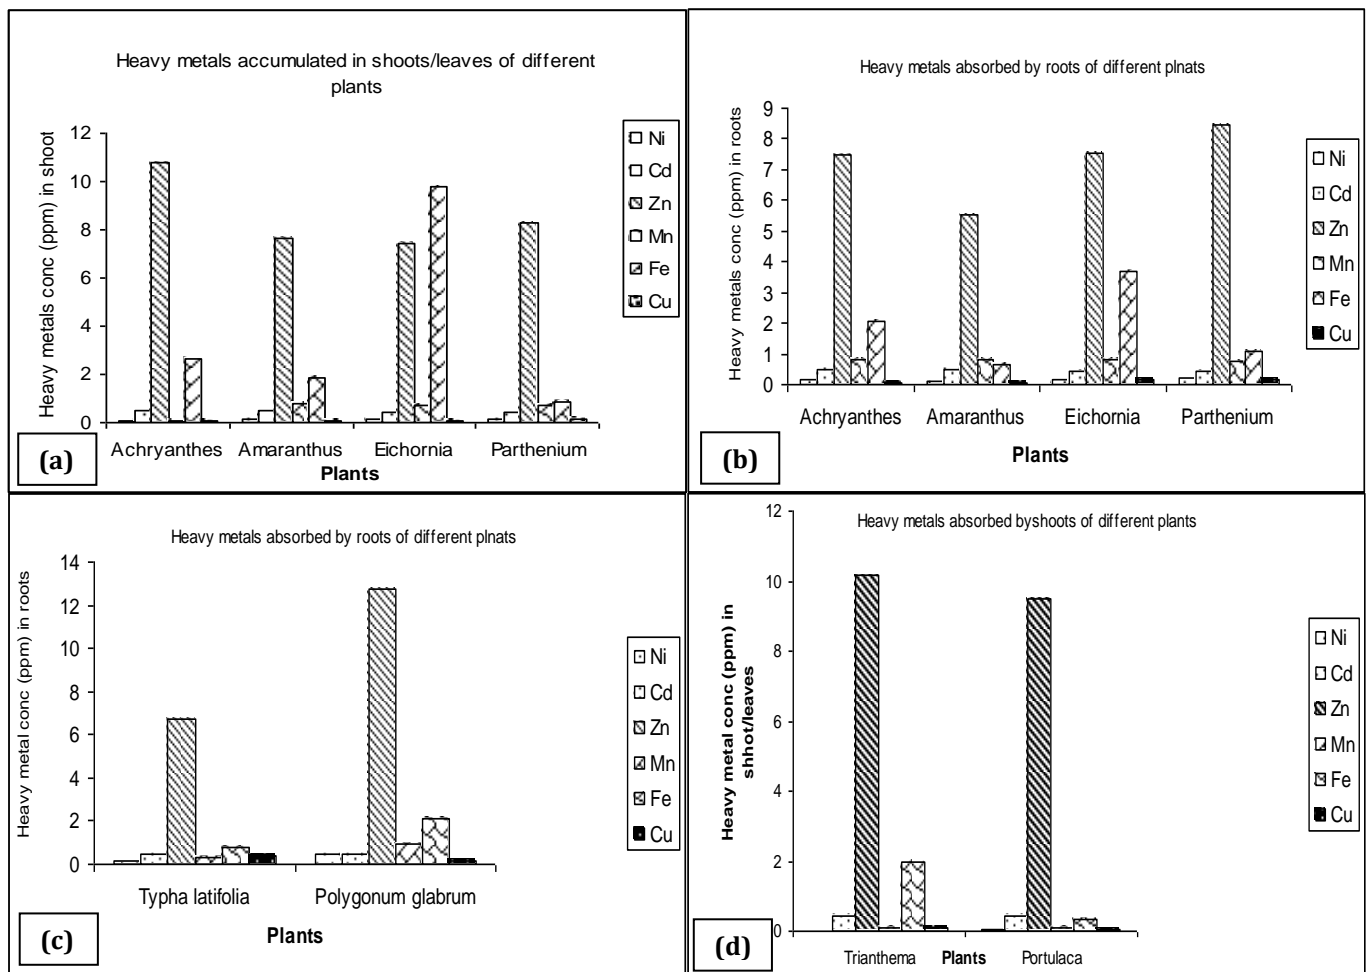 Heavy metals accumulated in shoots/leaves of different
plants
Heavy metals conc (ppm) in shoot
12
10
8
6
4
2
0
Achryanthes Amaranthus Eichornia Parthenium
Plants
Ni
Cd
Zn
Mn
Fe
Cu
(a)
Heavy metals absorbed by roots of different plnats
Heavy metals conc (ppm) in roots
9
8
7
6
5
4
3
2
1
0
Achryanthes Amaranthus Eichornia Parthenium
Plants
Ni
Cd
Zn
Mn
Fe
Cu
(b)
Heavy metals absorbed by roots of different plnats
Heavy metal conc (ppm) in roots
14
12
10
8
6
4
2
0
Typha latifolia Polygonum glabrum
Plants
Ni
Cd
Zn
Mn
Fe
Cu
(c)
Heavy metals absorbed byshoots of different plants
Heavy metal conc (ppm) in
shhot/leaves
12
10
8
6
4
2
0
Trianthema Plants Portulaca
Ni
Cd
Zn
Mn
Fe
Cu
(d)